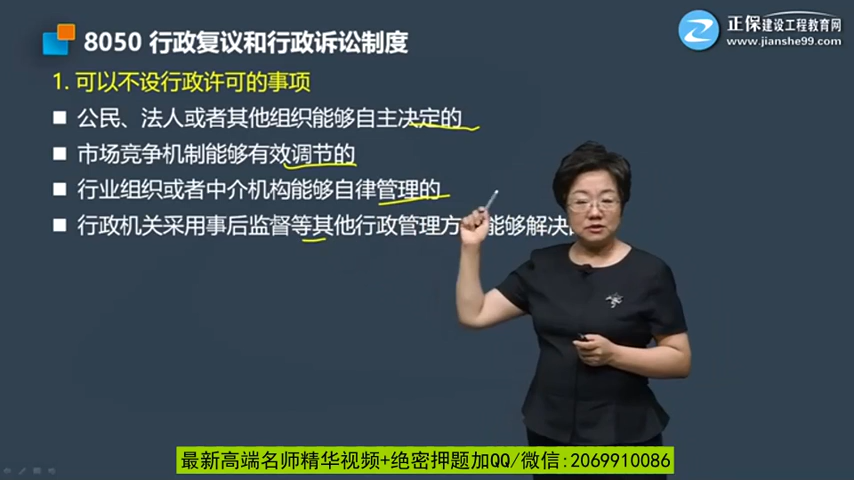 8050 行政复议和行政诉讼制度
正保建设工程教育网
www.jianshe99.com
1. 可以不设行政许可的事项
公民、法人或者其他组织能够自主决定的
市场竞争机制能够有效调节的
行业组织或者中介机构能够自律管理的
行政机关采用事后监督等其他行政管理方 能够解决
最新高端名师精华视频+绝密押题加QQ/微信:2069910086